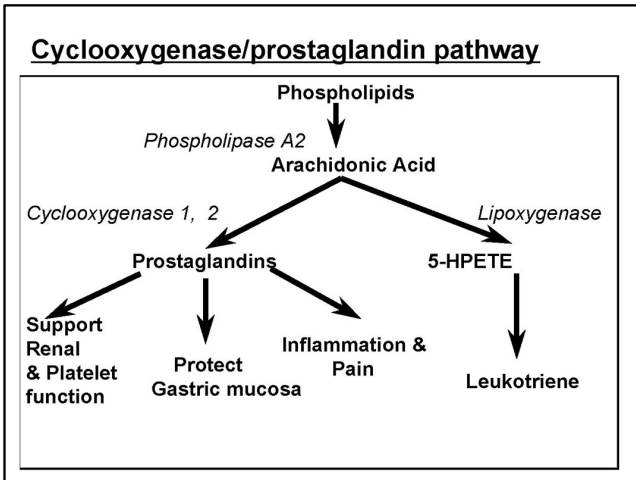 Cyclooxygenase/prostaglandin pathway
Phospholipids
Phospholipase A2
Arachidonic Acid
Cyclooxygenase 1, 2
Lipoxygenase
Prostaglandins
5-HPETE
Support
Renal
& Platelet
function
Protect
Gastric mucosa
Inflammation &
Pain
Leukotriene